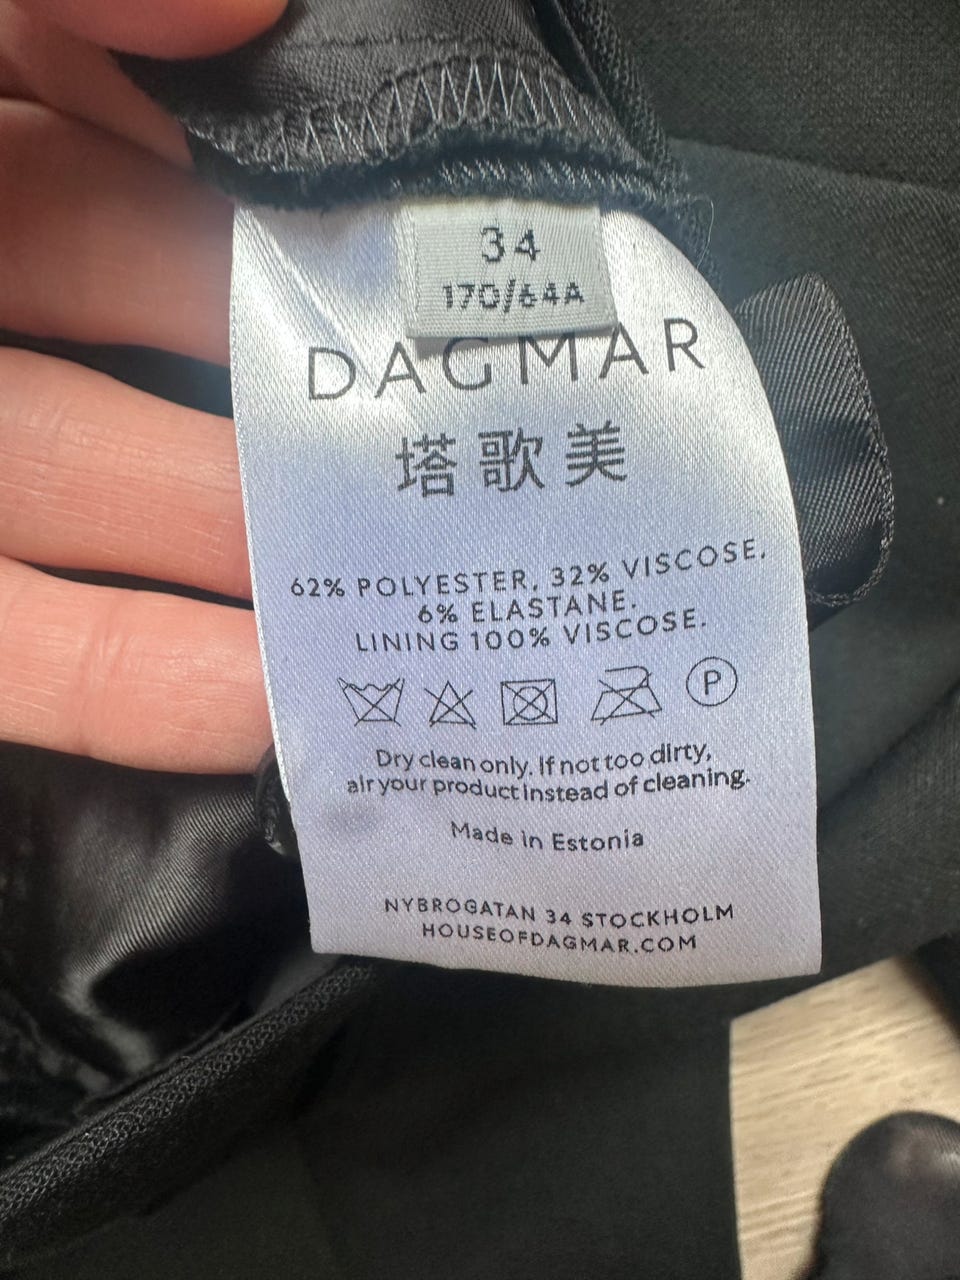 34
170/64A
DAGMAR
塔歌美
62% POLYESTER, 32% VISCOSE,
6% ELASTANE.
LINING 100% VISCOSE.
P
Dry clean only. If not too dirty,
air your product instead of cleaning.
Made in Estonia
NYBROGATAN 34 STOCKHOLM
HOUSEOFDAGMAR.COM